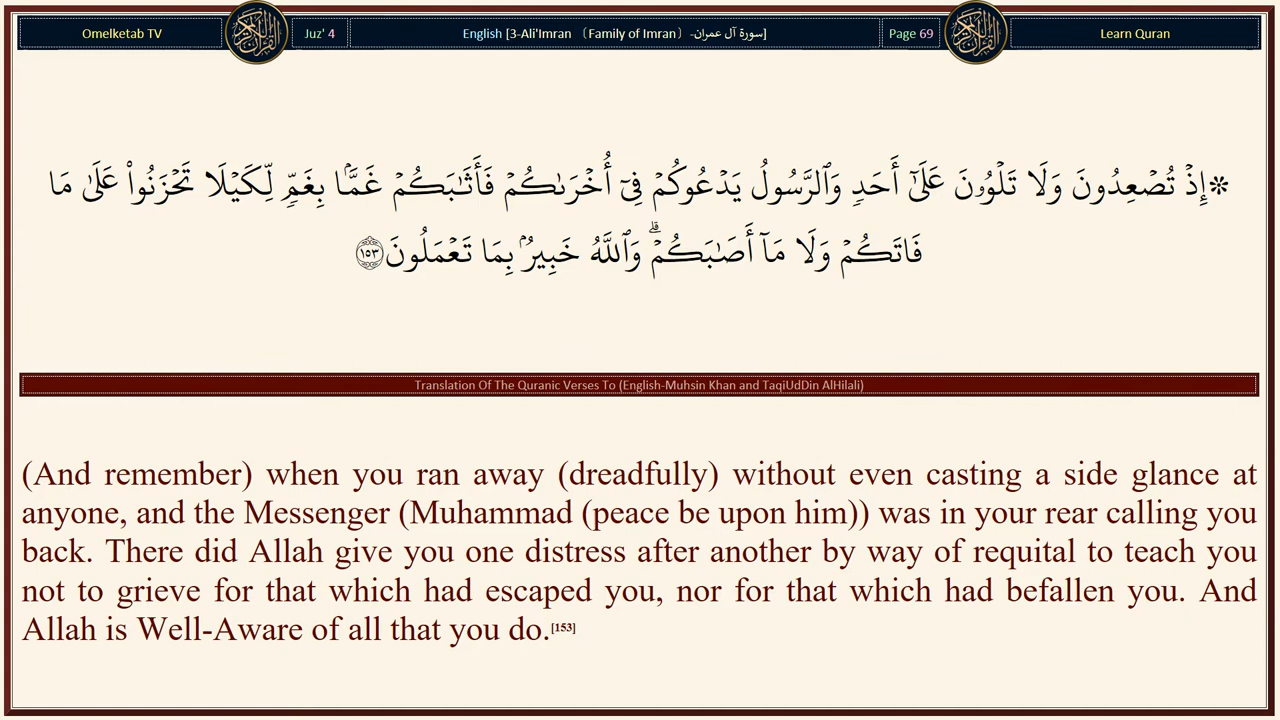 Omelketab TV
Juz' 4
English [3-Ali'Imran (Family of Imran) -سورة آل عمران]
Page 69
Learn Quran
۞إِذۡ تُصۡعِدُونَ وَلَا تَلۡوُۥنَ عَلَىٰٓ أَحَدٖ وَٱلرَّسُولُ يَدۡعُوكُمۡ فِيٓ أُخۡرَىٰكُمۡ فَأَثَٰبَكُمۡ غَمَّۢا بِغَمّٖ لِّكَيۡلَا تَحۡزَنُواْ عَلَىٰ مَا
فَاتَكُمۡ وَلَا مَآ أَصَٰبَكُمۡۗ وَٱللَّهُ خَبِيرُۢ بِمَا تَعۡمَلُونَ ١٥٣
Translation Of The Quranic Verses To (English-Muhsin Khan and TaqiUdDin AlHilali)
(And remember) when you ran away (dreadfully) without even casting a side glance at
anyone, and the Messenger (Muhammad (peace be upon him)) was in your rear calling you
back. There did Allah give you one distress after another by way of requital to teach you
not to grieve for that which had escaped you, nor for that which had befallen you. And
Allah is Well-Aware of all that you do.[153]